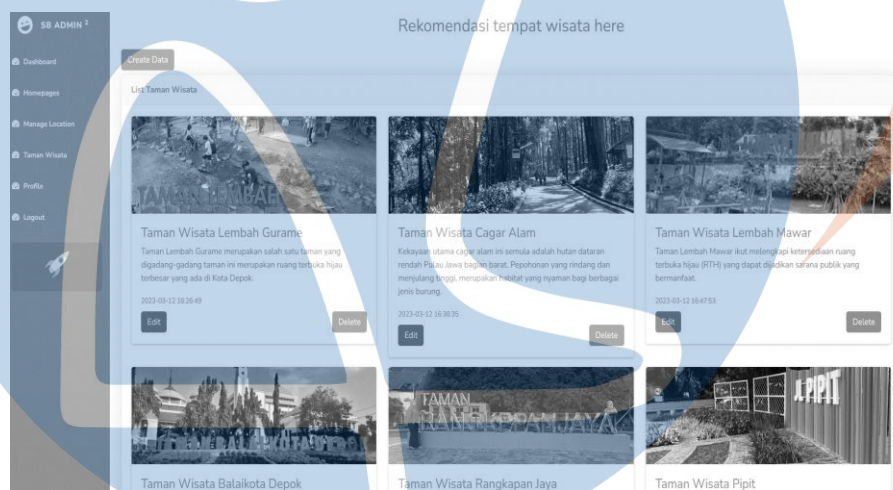 SB ADMIN 2
Rekomendasi tempat wisata here
Dashboard
Homepages
Manage Location
Taman Wisata
Profile
Logout
Create Data
List Taman Wisata
TAMAN LEMBAH
Taman Wisata Lembah Gurame
Taman Lembah Gurame merupakan salah satu taman yang
digadang-gadang taman ini merupakan ruang terbuka hijau
terbesar yang ada di Kota Depok.
2023-03-12 16:26:49
Edit
Delete
Taman Wisata Cagar Alam
Kekayaan utama cagar alam ini semula adalah hutan dataran
rendah Pulau Jawa bagian barat. Pepohonan yang rindang dan
menjulang tinggi, merupakan habitat yang nyaman bagi berbagai
jenis burung.
2023-03-12 16:38:35
Edit
Delete
Taman Wisata Lembah Mawar
Taman Lembah Mawar ikut melengkapi ketersediaan ruang
terbuka hijau (RTH) yang dapat dijadikan sarana publik yang
bermanfaat.
2023-03-12 16:47:53
Edit
Delete
Taman Wisata Balaikota Depok
TAMAN
Taman Wisata Rangkapan Jaya
JL.PIPIT
Taman Wisata Pipit